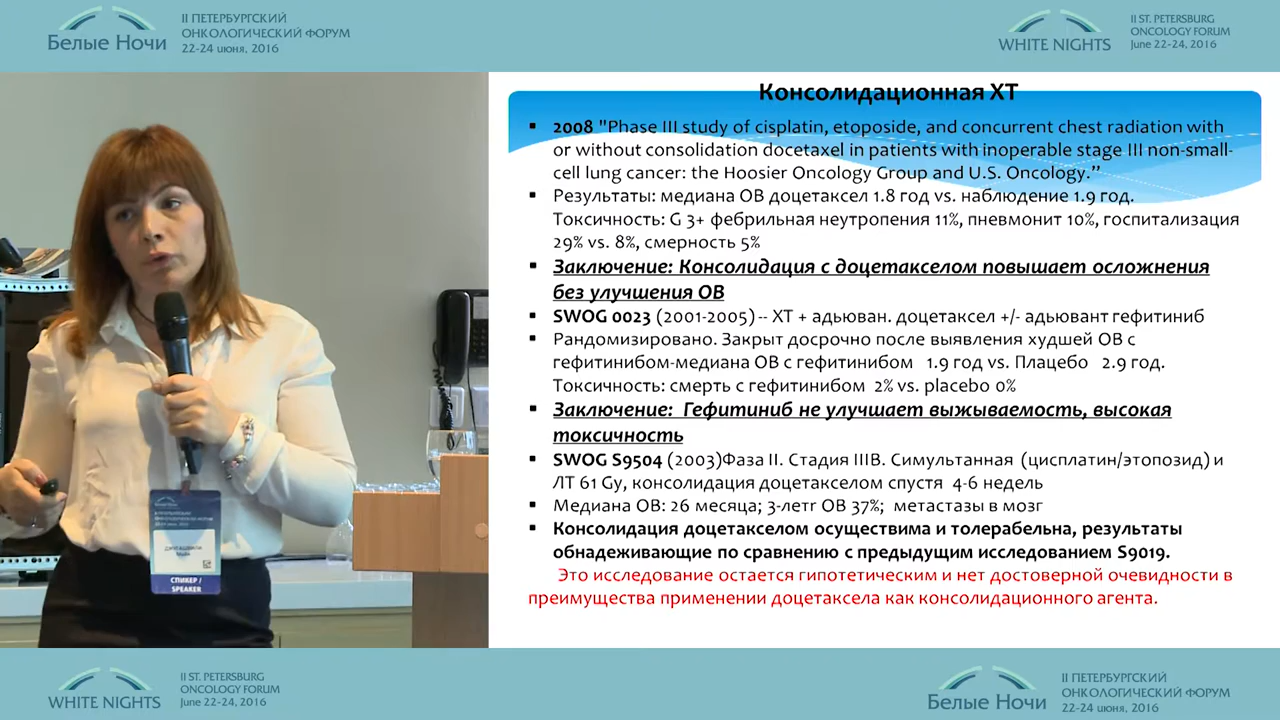 II ПЕТЕРБУРГСКИЙ
ОНКОЛОГИЧЕСКИЙ ФОРУМ
22-24 июня, 2016
Белые Ночи
II ST. PETERSBURG
ONCOLOGY FORUM
June 22-24, 2016
WHITE NIGHTS
Консолидационная ХТ
2008 "Phase III study of cisplatin, etoposide, and concurrent chest radiation with
or without consolidation docetaxel in patients with inoperable stage III non-small-
cell lung cancer: the Hoosier Oncology Group and U.S. Oncology.”
Результаты: медиана ОВ доцетаксел 1.8 год vs. наблюдение 1.9 год.
Токсичность: G 3+ фебрильная неутропения 11%, пневмонит 10%, госпитализация
29% vs. 8%, смерность 5%
Заключение: Консолидация с доцетакселом повышает осложнения
без улучшения ОВ
SWOG 0023 (2001-2005) -- ХТ + адьюван. доцетаксел +/- адьювант гефитиниб
Рандомизировано. Закрыт досрочно после выявления худшей ОВ с
гефитинибом-медиана ОВ с гефитинибом 1.9 год vs. Плацебо 2.9 год.
Токсичность: смерть с гефитинибом 2% vs. placebo 0%
Заключение: Гефитиниб не улучшает выжываемость, высокая
токсичность
SWOG S9504 (2003)Фаза II. Стадия IIIB. Симультанная (цисплатин/этопозид) и
ЛТ 61 Gy, консолидация доцетакселом спустя 4-6 недель
Медиана ОВ: 26 месяца; 3-летг ОВ 37%; метастазы в мозг
Консолидация доцетакселом осуществима и толерабельна, результаты
обнадеживающие по сравнению с предыдущим исследованием S9019.
Это исследование остается гипотетическим и нет достоверной очевидности в
преимущества применении доцетаксела как консолидационного агента.
СПИКЕР /
SPEAKER
WHITE NIGHTS
II ST. PETERSBURG
ONCOLOGY FORUM
June 22-24, 2016
Белые Ночи
II ПЕТЕРБУРГСКИЙ
ОНКОЛОГИЧЕСКИЙ ФОРУМ
22-24 июня, 2016